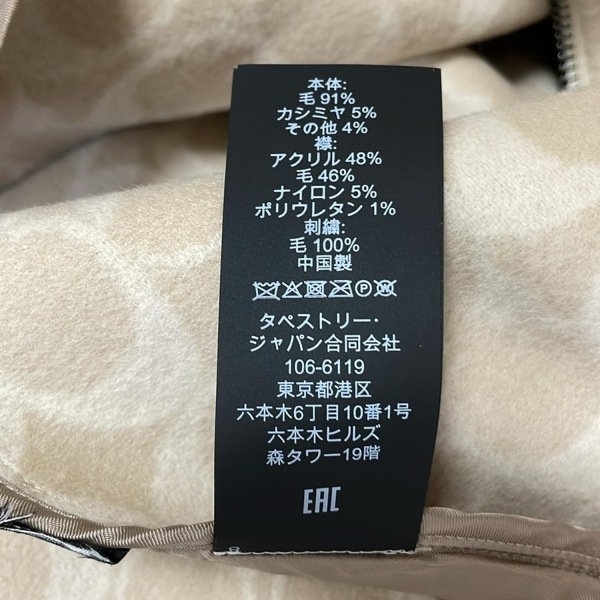 本体:
毛 91%
カシミヤ 5%
その他 4%
襟:
アクリル 48%
毛 46%
ナイロン 5%
ポリウレタン 1%
刺繍:
毛 100%
中国製
タペストリー・
ジャパン合同会社
106-6119
東京都港区
六本木6丁目10番1号
六本木ヒルズ
森タワー19階
EAC